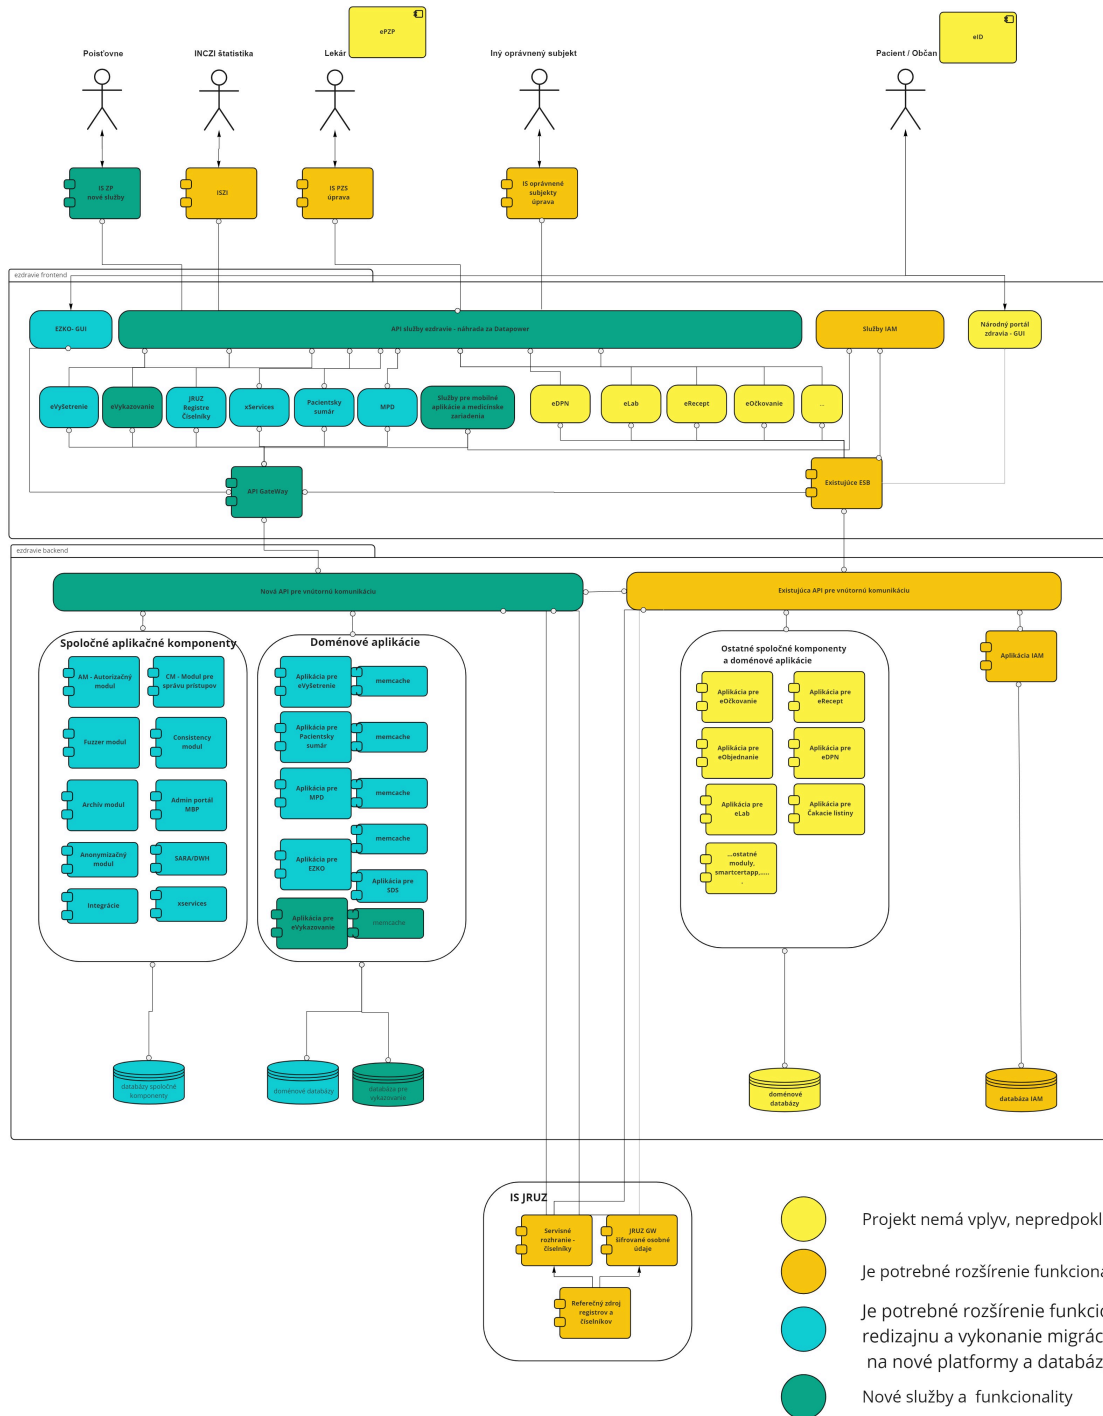 ePZP
eID
Poisťovne
INCZI štatistika
Lekár
Iný oprávnený subjekt
Pacient / Občan
IS ZP
nové služby
ISZI
IS PZS
úprava
IS oprávnené
subjekty
úprava
ezdravie frontend
EZKO- GUI
API služby ezdravie - náhrada za Datapower
Služby IAM
Národný portál
zdravia - GUI
eVyšetrenie
eVykazovanie
JRUZ
Registre
Číselníky
xServices
Pacientsky
sumár
MPD
Služby pre mobilné
aplikácie a medicínske
zariadenia
eDPN
eLab
eRecept
eOčkovanie
...
API GateWay
Existujúce ESB
ezdravie backend
Nová API pre vnútornú komunikáciu
Existujúca API pre vnútornú komunikáciu
Spoločné aplikačné komponenty
AM - Autorizačný
modul
CM - Modul pre
správu prístupov
Fuzzer modul
Consistency
modul
Archív modul
Admin portál
MBP
Anonymizačný
modul
SARA/DWH
Integrácie
xservices
Doménové aplikácie
Aplikácia pre
eVyšetrenie
memcache
Aplikácia pre
Pacientsky
sumár
memcache
Aplikácia pre
MPD
memcache
memcache
Aplikácia pre
EZKO
Aplikácia pre
SDS
Aplikácia pre
eVykazovanie
memcache
Ostatné spoločné komponenty
a doménové aplikácie
Aplikácia pre
eOčkovanie
Aplikácia pre
eRecept
Aplikácia pre
eObjednanie
Aplikácia pre
eDPN
Aplikácia pre
eLab
Aplikácia pre
Čakacie listiny
...ostatné
moduly,
smartcertapp,.....
.
Aplikácia IAM
databázy spoločné
komponenty
doménové databázy
databáza pre
vykazovanie
doménové
databázy
databáza IAM
IS JRUZ
Servisné
rozhranie -
číselníky
JRUZ GW
šifrované osobné
údaje
Referečný zdroj
registrov a
číselníkov
Projekt nemá vplyv, nepredpokl
Je potrebné rozšírenie funkcion
Je potrebné rozšírenie funkci
redizajnu a vykonanie migrác
na nové platformy a databáz
Nové služby a funkcionality